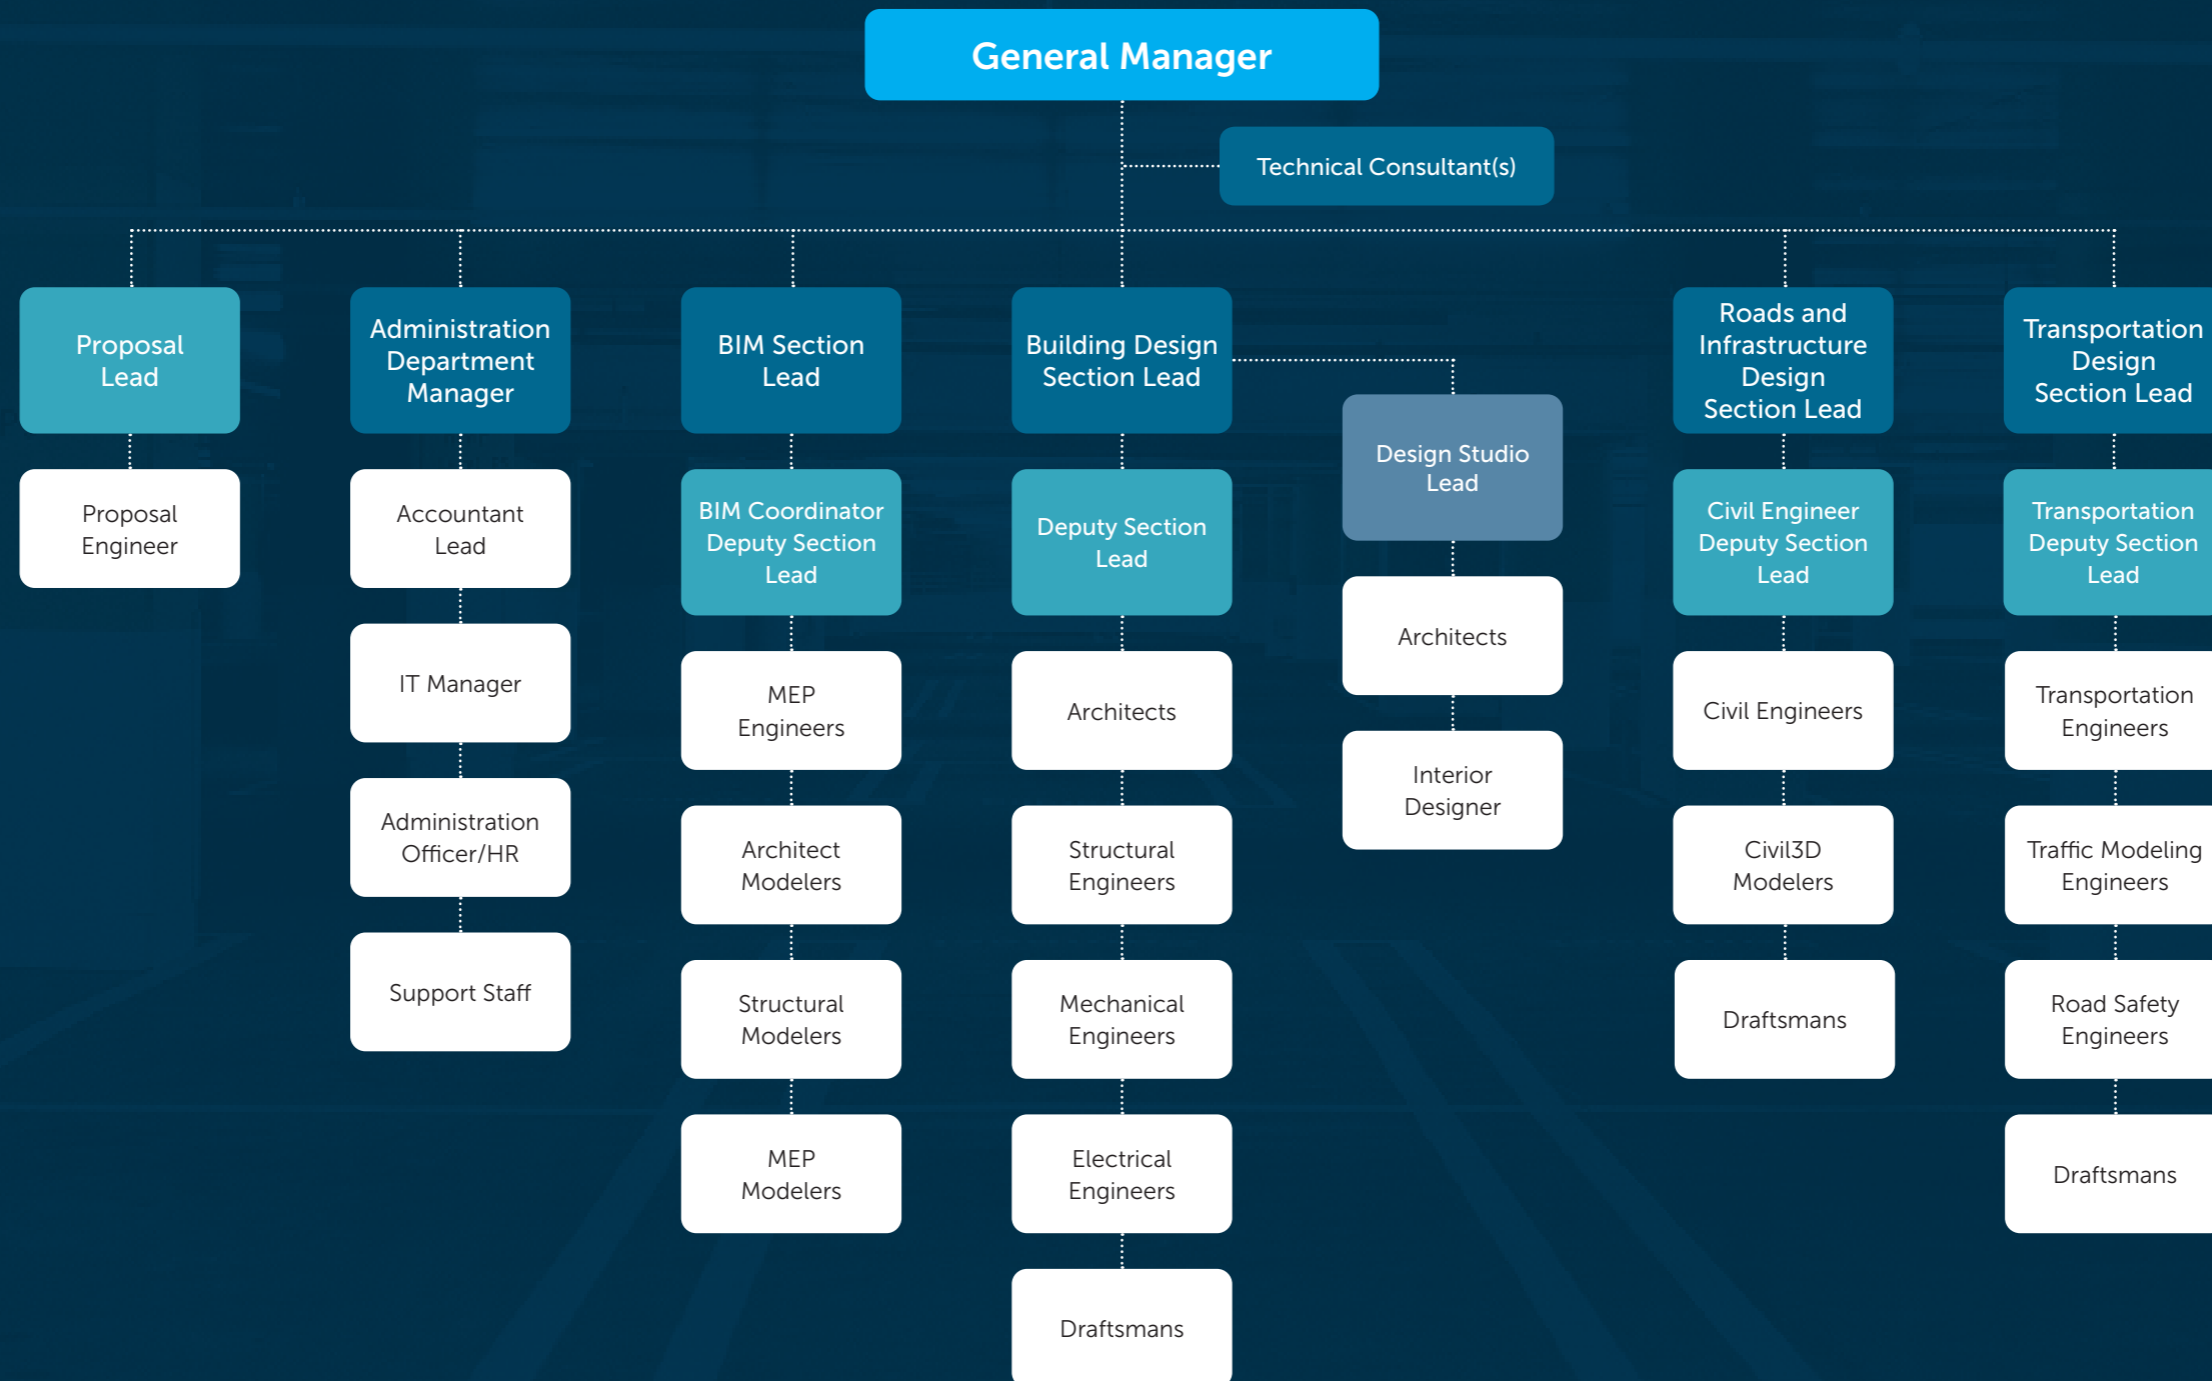 General Manager
Technical Consultant(s)
Proposal
Lead
Proposal
Engineer
Administration
Department
Manager
Accountant
Lead
IT Manager
Administration
Officer/HR
Support Staff
BIM Section
Lead
BIM Coordinator
Deputy Section
Lead
MEP
Engineers
Architect
Modelers
Structural
Modelers
MEP
Modelers
Building Design
Section Lead
Deputy Section
Lead
Architects
Structural
Engineers
Mechanical
Engineers
Electrical
Engineers
Draftsmans
Design Studio
Lead
Architects
Interior
Designer
Roads and
Infrastructure
Design
Section Lead
Civil Engineer
Deputy Section
Lead
Civil Engineers
Civil3D
Modelers
Draftsmans
Transportation
Design
Section Lead
Transportation
Deputy Section
Lead
Transportation
Engineers
Traffic Modeling
Engineers
Road Safety
Engineers
Draftsmans